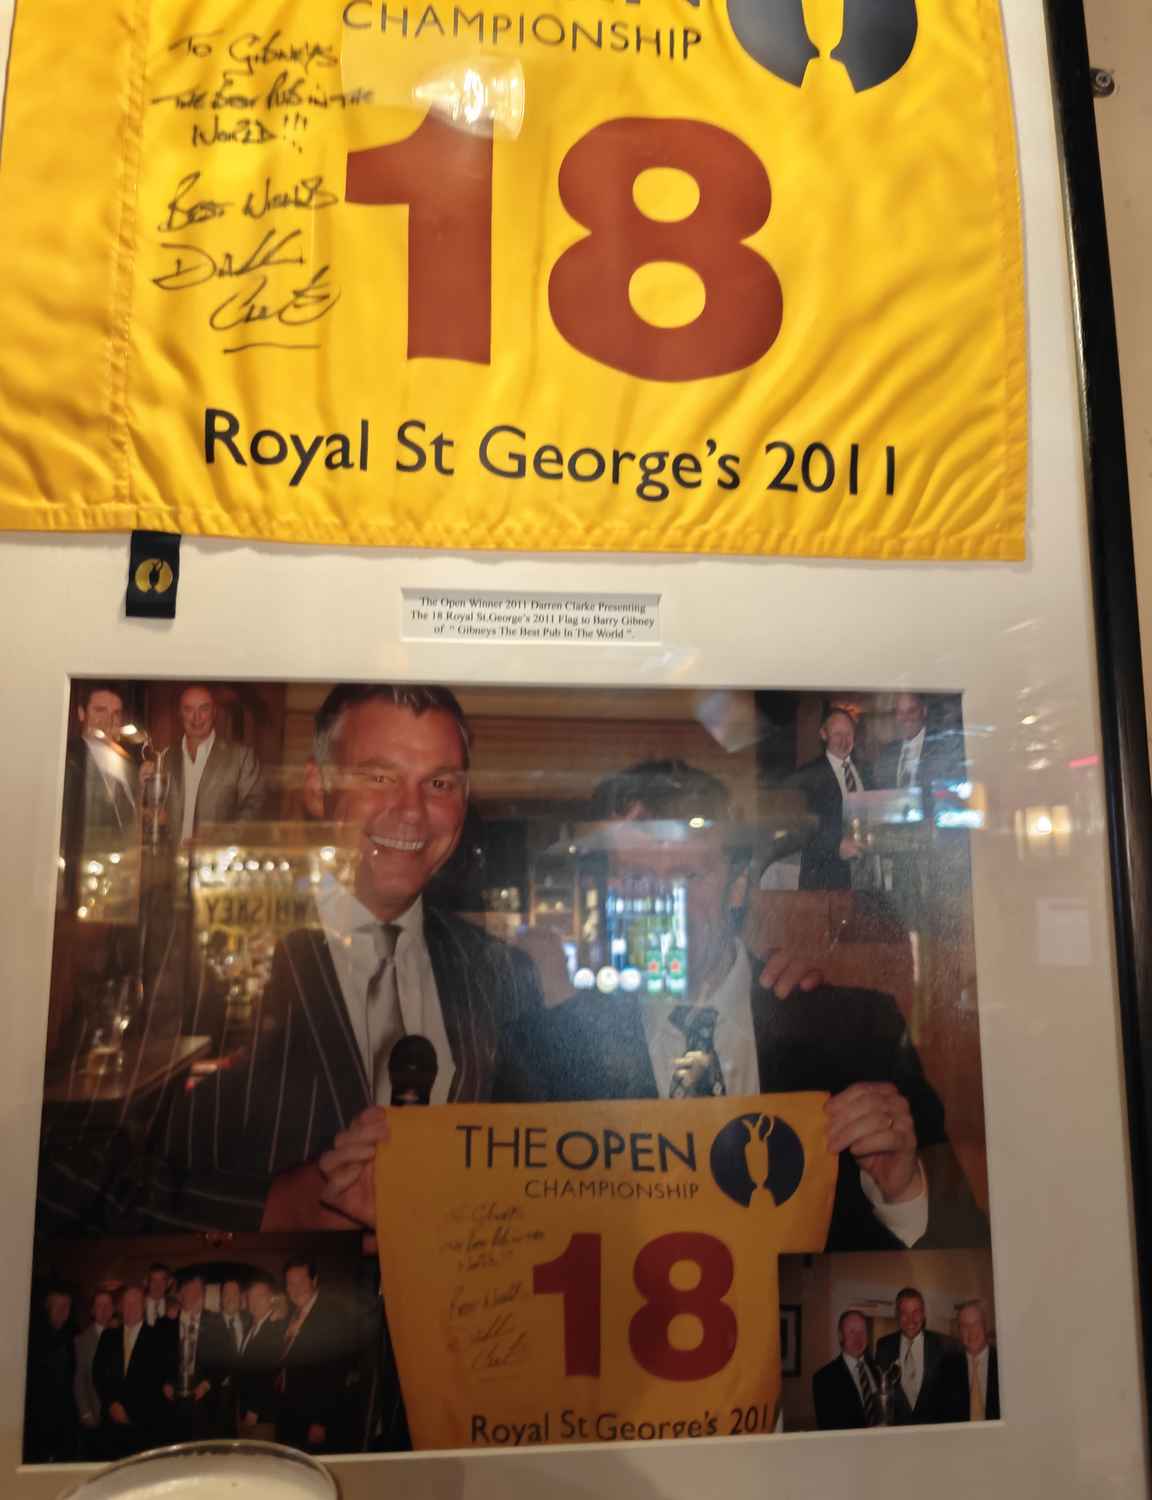 CHAMPIONSHIP
TO GIBNEYS
THE BEST PUB IN THE
WORLD!!!
18
BEST WISHES
Royal St George's 2011
The Open Winner 2011 Darren Clarke Presenting
The 18 Royal St.George's 2011 Flag to Barry Gibney
of " Gibneys The Best Pub In The World ".
WHISKEY
THE OPEN
CHAMPIONSHIP
18
Royal St George's 201